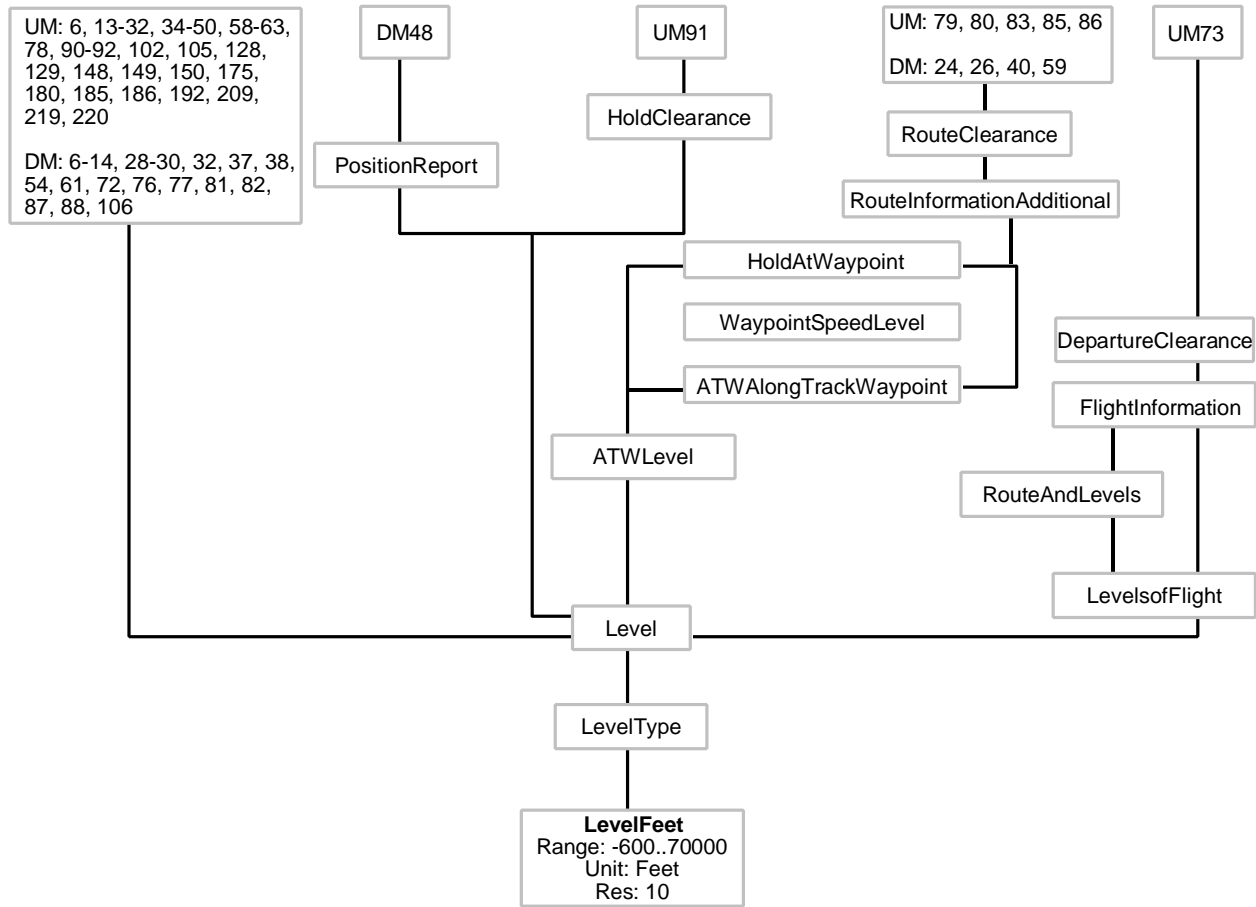 UM: 6, 13-32, 34-50, 58-63,
78, 90-92, 102, 105, 128,
129, 148, 149, 150, 175,
180, 185, 186, 192, 209,
219, 220
DM: 6-14, 28-30, 32, 37, 38,
54, 61, 72, 76, 77, 81, 82,
87, 88, 106
DM48
UM91
UM: 79, 80, 83, 85, 86
DM: 24, 26, 40, 59
UM73
HoldClearance
RouteClearance
PositionReport
RouteInformationAdditional
HoldAtWaypoint
WaypointSpeedLevel
DepartureClearance
ATWAlongTrackWaypoint
FlightInformation
ATWLevel
RouteAndLevels
LevelsofFlight
Level
LevelType
LevelFeet
Range: -600..70000
Unit: Feet
Res: 10